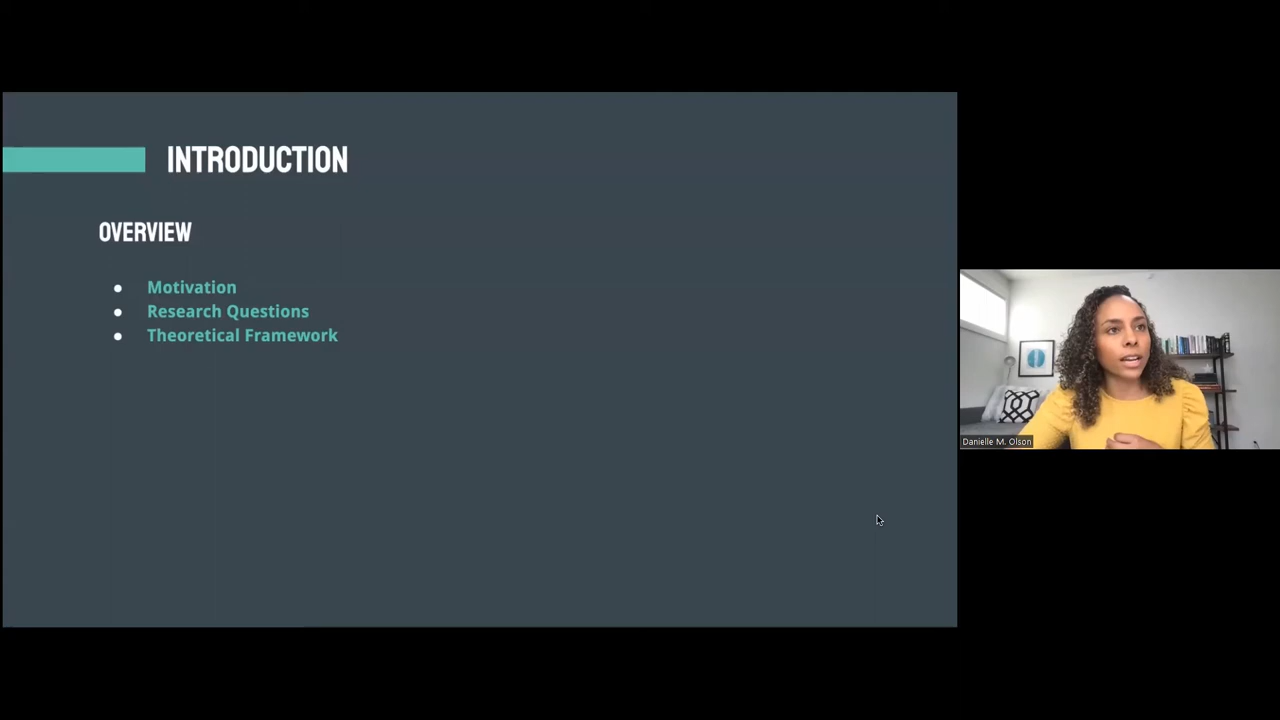 INTRODUCTION
OVERVIEW
● Motivation
● Research Questions
● Theoretical Framework
Danielle M. Olson